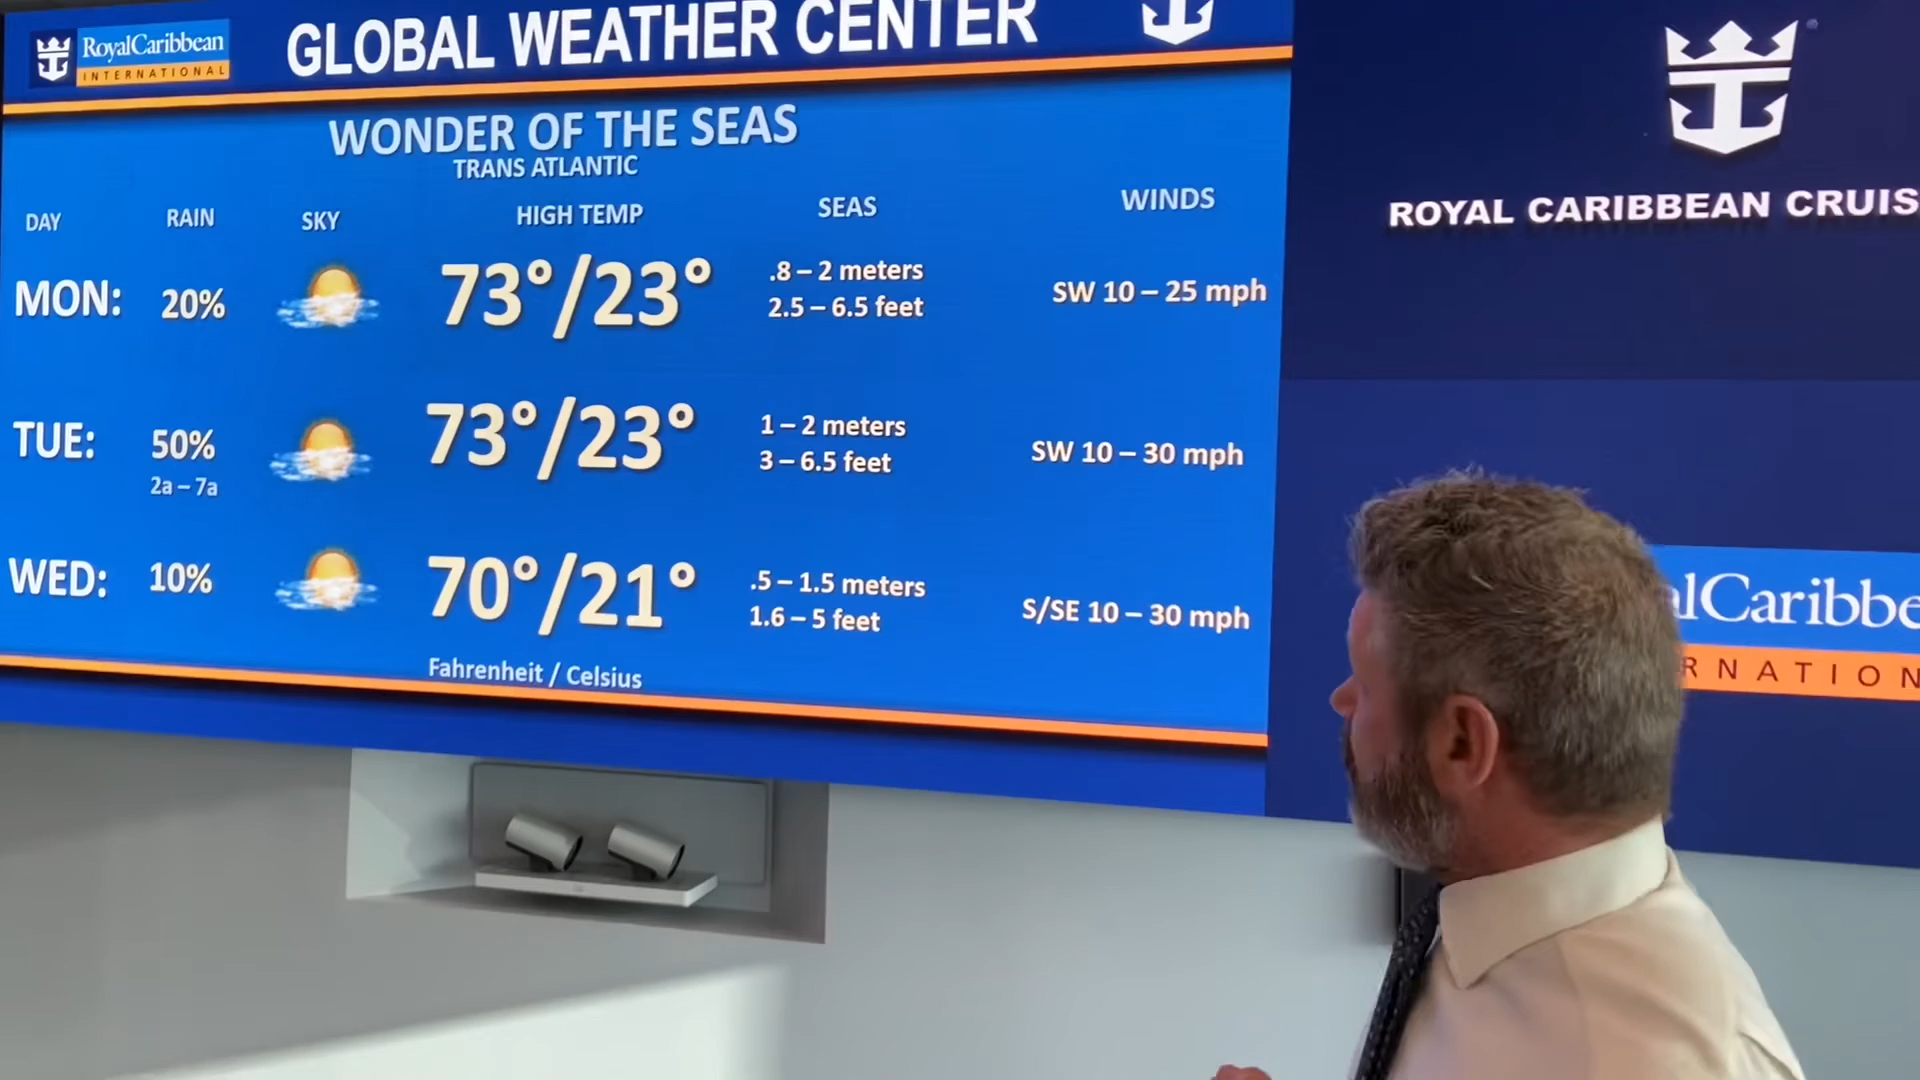 RoyalCaribbean
INTERNATIONAL
GLOBAL WEATHER CENTER
WONDER OF THE SEAS
TRANS ATLANTIC
DAY RAIN SKY HIGH TEMP SEAS WINDS
MON: 20% 73°/23° .8 – 2 meters
2.5 – 6.5 feet
SW 10 – 25 mph
TUE: 50% 73°/23° 1 – 2 meters
3 – 6.5 feet
2a – 7a
SW 10 – 30 mph
WED: 10% 70°/21° .5 – 1.5 meters
1.6 – 5 feet
S/SE 10 – 30 mph
Fahrenheit / Celsius
ROYAL CARIBBEAN CRUIS
alCaribbe
RNATION